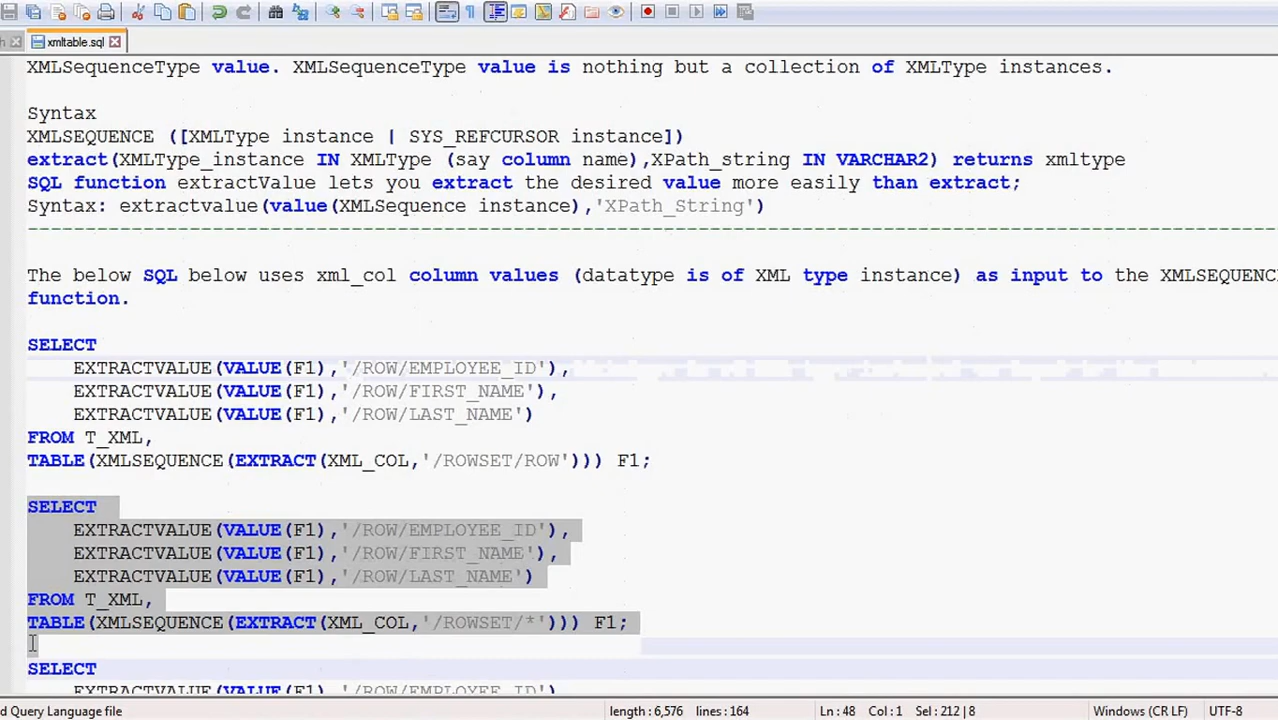 xmltable.sql
XMLSequenceType value. XMLSequenceType value is nothing but a collection of XMLType instances.
Syntax
XMLSEQUENCE ([XMLType instance | SYS_REFCURSOR instance])
extract(XMLType_instance IN XMLType (say column name),XPath_string IN VARCHAR2) returns xmltype
SQL function extractValue lets you extract the desired value more easily than extract;
Syntax: extractvalue(value(XMLSequence instance),'XPath_String')
The below SQL below uses xml_col column values (datatype is of XML type instance) as input to the XMLSEQUENC
function.
SELECT
EXTRACTVALUE(VALUE(F1),'/ROW/EMPLOYEE_ID'),
EXTRACTVALUE(VALUE(F1),'/ROW/FIRST_NAME'),
EXTRACTVALUE(VALUE(F1),'/ROW/LAST_NAME')
FROM T_XML,
TABLE(XMLSEQUENCE(EXTRACT(XML_COL,'/ROWSET/ROW'))) F1;
SELECT
EXTRACTVALUE(VALUE(F1),'/ROW/EMPLOYEE_ID'),
EXTRACTVALUE(VALUE(F1),'/ROW/FIRST_NAME'),
EXTRACTVALUE(VALUE(F1),'/ROW/LAST_NAME')
FROM T_XML,
TABLE(XMLSEQUENCE(EXTRACT(XML_COL,'/ROWSET/*'))) F1;
SELECT
EXTRACTVALUE(VALUE(F1),'/ROW/EMPLOYEE_ID')
d Query Language file length: 6,576 lines: 164 Ln: 48 Col: 1 Sel: 212 | 8 Windows (CR LF) UTF-8